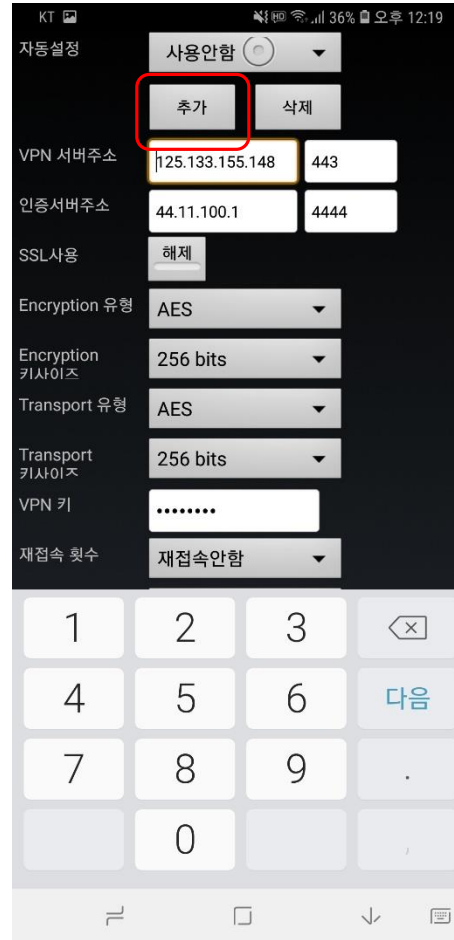 KT HD 36% 오후 12:19
자동설정 사용안함
추가 삭제
VPN 서버주소 125.133.155.148 443
인증서버주소 44.11.100.1 4444
SSL사용 해제
Encryption 유형 AES
Encryption
키사이즈 256 bits
Transport 유형 AES
Transport
키사이즈 256 bits
VPN 키 ••••••••
재접속 횟수 재접속안함
1 2 3
4 5 6 다음
7 8 9 .
0 ,